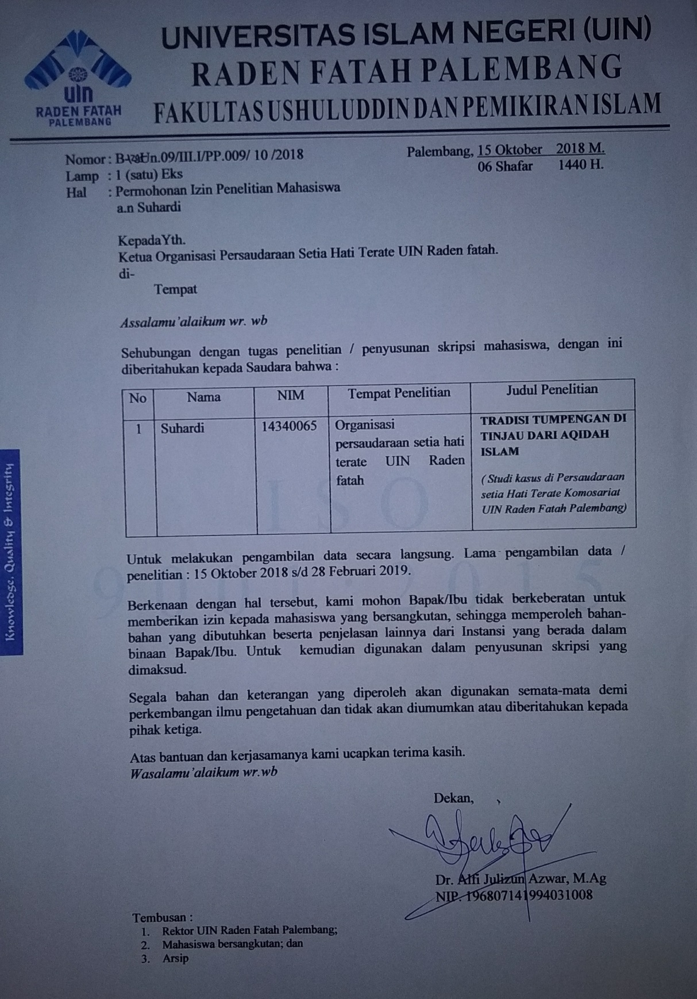 UNIVERSITAS ISLAM NEGERI (UIN)
RADEN FATAH PALEMBANG
FAKULTAS USHULUDDIN DAN PEMIKIRAN ISLAM
uin
RADEN FATAH
PALEMBANG
Nomor : B- Un.09/III.I/PP.009/ 10 /2018
Palembang, 15 Oktober 2018 M.
06 Shafar 1440 H.
Lamp : 1 (satu) Eks
Hal : Permohonan Izin Penelitian Mahasiswa
a.n Suhardi
KepadaYth.
Ketua Organisasi Persaudaraan Setia Hati Terate UIN Raden fatah.
di-
Tempat
Assalamu'alaikum wr. wb
Sehubungan dengan tugas penelitian / penyusunan skripsi mahasiswa, dengan ini
diberitahukan kepada Saudara bahwa :
No Nama NIM Tempat Penelitian Judul Penelitian
1 Suhardi 14340065
Organisasi
persaudaraan setia hati
terate UIN Raden
fatah
TRADISI TUMPENGAN DI
TINJAU DARI AQIDAH
ISLAM
( Studi kasus di Persaudaraan
setia Hati Terate Komosariat
UIN Raden Fatah Palembang)
ISO
9001:2015
Untuk melakukan pengambilan data secara langsung. Lama pengambilan data /
penelitian : 15 Oktober 2018 s/d 28 Februari 2019.
Berkenaan dengan hal tersebut, kami mohon Bapak/Ibu tidak berkeberatan untuk
memberikan izin kepada mahasiswa yang bersangkutan, sehingga memperoleh bahan-
bahan yang dibutuhkan beserta penjelasan lainnya dari Instansi yang berada dalam
binaan Bapak/Ibu. Untuk kemudian digunakan dalam penyusunan skripsi yang
dimaksud.
Segala bahan dan keterangan yang diperoleh akan digunakan semata-mata demi
perkembangan ilmu pengetahuan dan tidak akan diumumkan atau diberitahukan kepada
pihak ketiga.
Atas bantuan dan kerjasamanya kami ucapkan terima kasih.
Wasalamu'alaikum wr.wb
Dekan,
Dr. Alfi Julizun Azwar, M.Ag
NIP. 196807141994031008
Tembusan :
1. Rektor UIN Raden Fatah Palembang;
2. Mahasiswa bersangkutan; dan
3. Arsip
Knowledge, Quality & Integrity